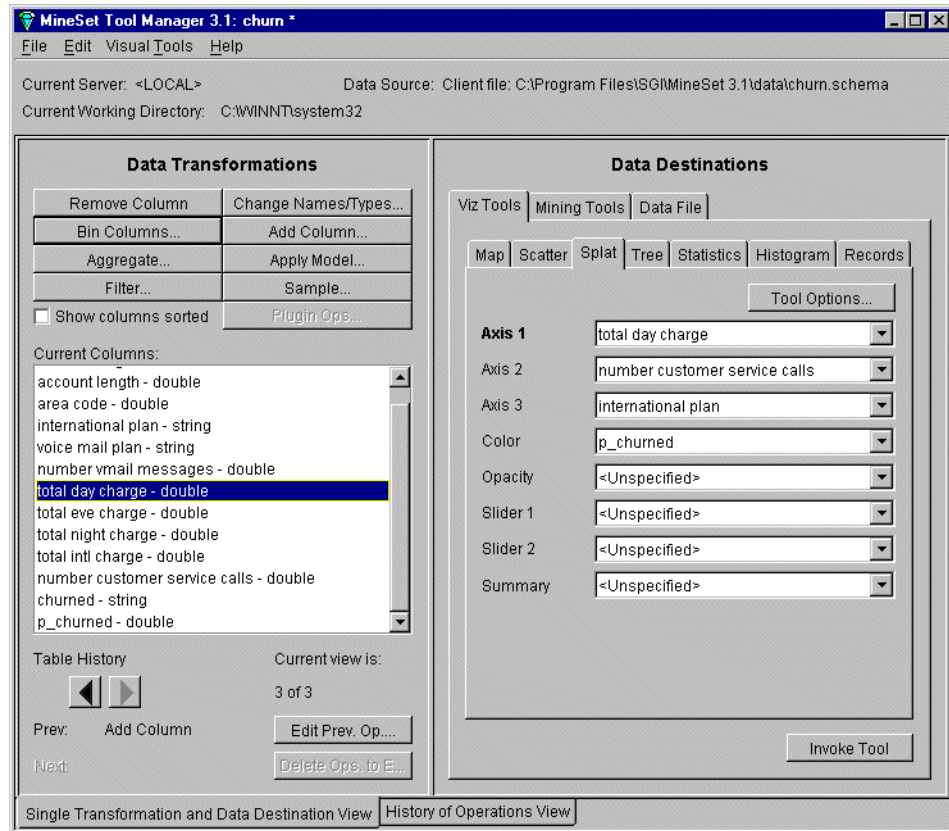 MineSet Tool Manager 3.1: churn *
File Edit Visual Tools Help
Current Server: <LOCAL>
Data Source: Client file: C:\Program Files\SGI\MineSet 3.1\data\churn.schema
Current Working Directory: C:\WINNT\system32
Data Transformations
Remove Column
Change Names/Types...
Bin Columns...
Add Column...
Aggregate...
Apply Model...
Filter...
Sample...
Show columns sorted
Plugin Ops...
Current Columns:
account length - double
area code - double
international plan - string
voice mail plan - string
number vmail messages - double
total day charge - double
total eve charge - double
total night charge - double
total intl charge - double
number customer service calls - double
churned - string
p_churned - double
Table History
Current view is:
3 of 3
Prev: Add Column
Edit Prev. Op....
Next:
Delete Ops. to E...
Single Transformation and Data Destination View
History of Operations View
Data Destinations
Viz Tools
Mining Tools
Data File
Map
Scatter
Splat
Tree
Statistics
Histogram
Records
Tool Options...
Axis 1 total day charge
Axis 2 number customer service calls
Axis 3 international plan
Color p_churned
Opacity <Unspecified>
Slider 1 <Unspecified>
Slider 2 <Unspecified>
Summary <Unspecified>
Invoke Tool